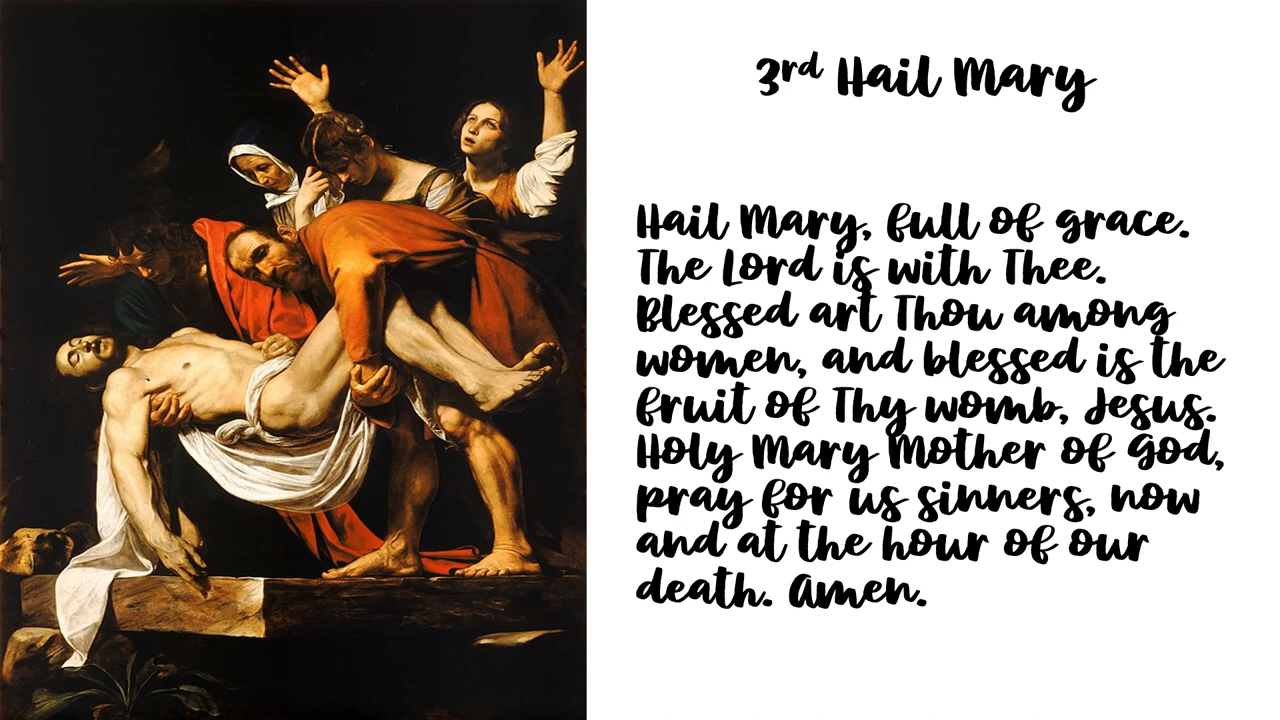 3rd Hail Mary
Hail Mary, full of grace.
The Lord is with Thee.
Blessed art Thou among
women, and blessed is the
fruit of Thy womb, Jesus.
Holy Mary Mother of God,
pray for us sinners, now
and at the hour of our
death. Amen.